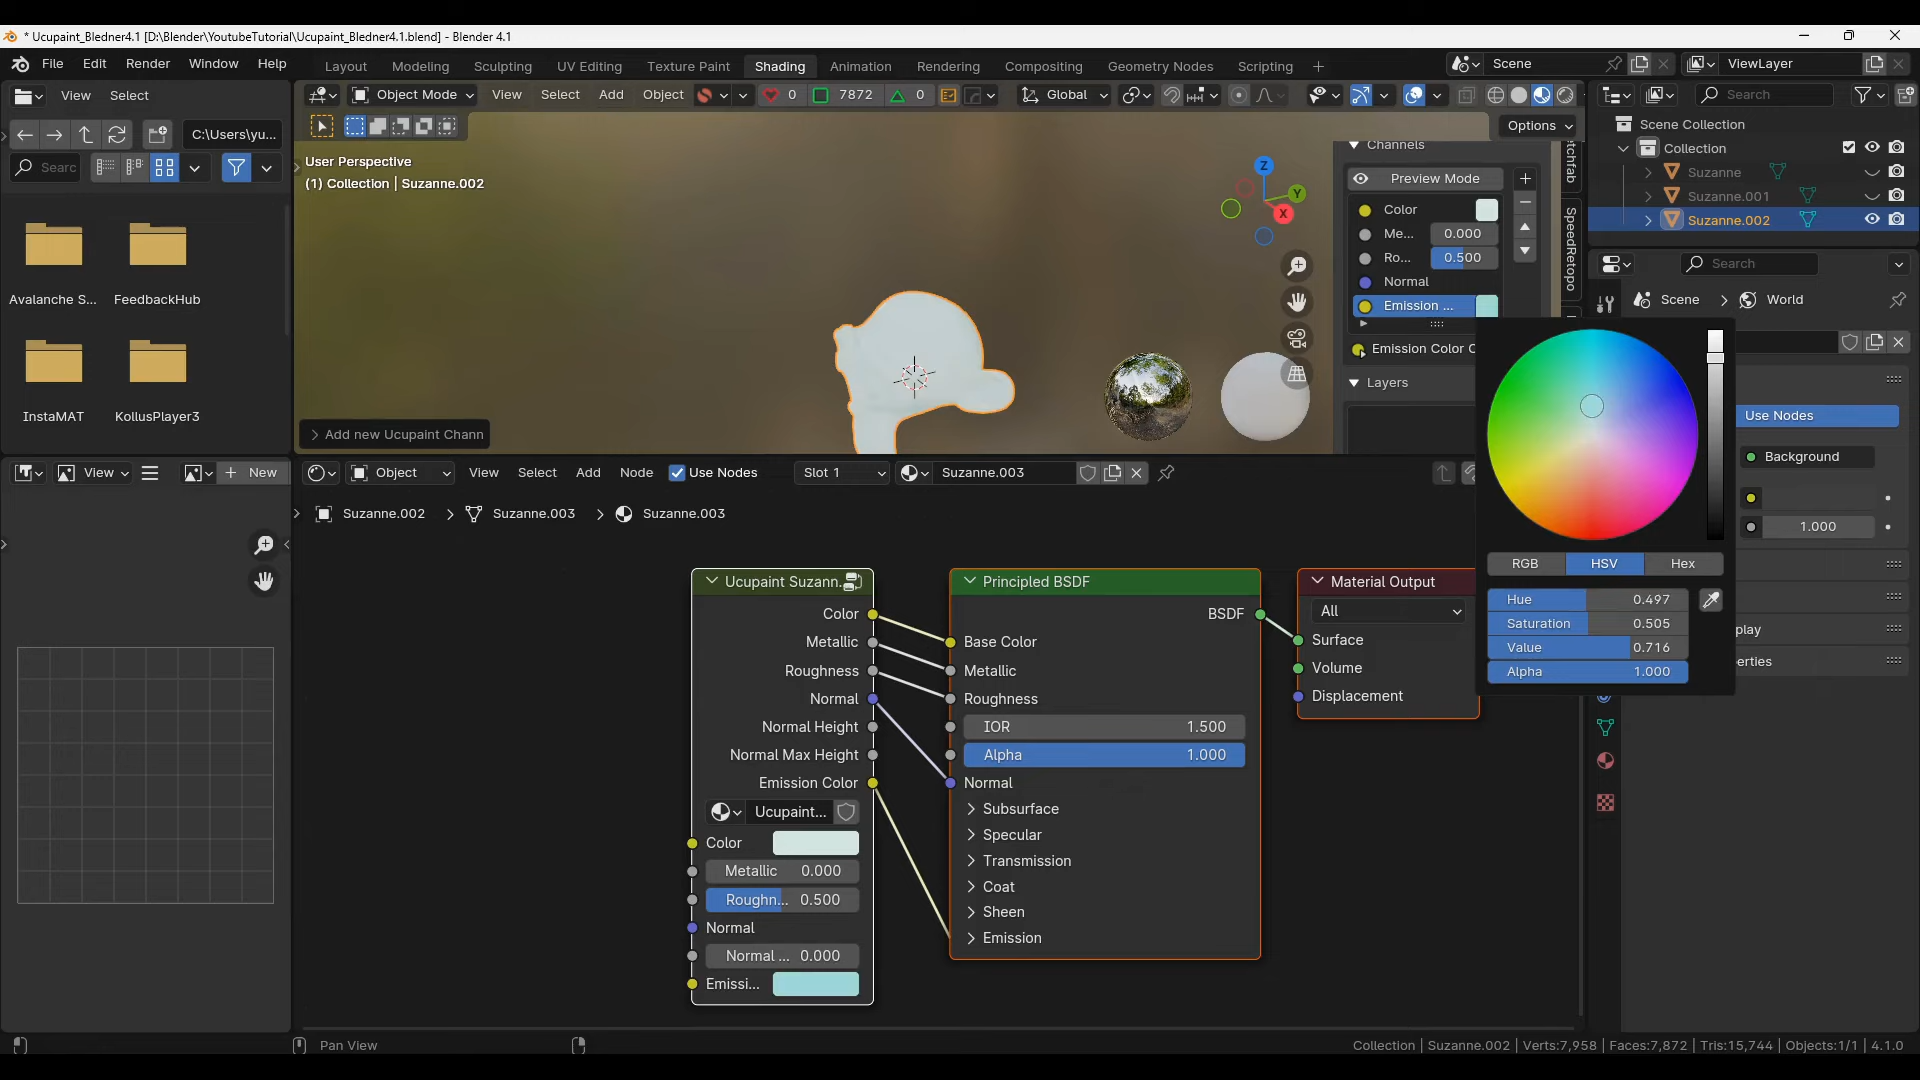 * Ucupaint_Bledner4.1 [D:\Blender\YoutubeTutorial\Ucupaint_Bledner4.1.blend] - Blender 4.1
File Edit Render Window Help
Layout Modeling Sculpting UV Editing Texture Paint Shading Animation Rendering Compositing Geometry Nodes Scripting +
Scene
ViewLayer
View Select
Object Mode View Select Add Object 0 7872 0 Global
Search
C:\Users\yu...
Options
Searc
User Perspective
(1) Collection | Suzanne.002
Z
Y
X
Channels
Preview Mode
Color
Me... 0.000
Ro... 0.500
Normal
Emission ...
Emission Color C
Layers
tchfab
SpeedRetopo
Scene Collection
Collection
Suzanne
Suzanne.001
Suzanne.002
Search
Scene > World
Use Nodes
Background
1.000
play
erties
Avalanche S... FeedbackHub
InstaMAT KollusPlayer3
> Add new Ucupaint Chann
View + New
Object View Select Add Node Use Nodes Slot 1 Suzanne.003
Suzanne.002 > Suzanne.003 > Suzanne.003
RGB HSV Hex
Hue 0.497
Saturation 0.505
Value 0.716
Alpha 1.000
Ucupaint Suzann...
Color
Metallic
Roughness
Normal
Normal Height
Normal Max Height
Emission Color
Ucupaint...
Color
Metallic 0.000
Roughn... 0.500
Normal
Normal ... 0.000
Emissi...
Principled BSDF
BSDF
Base Color
Metallic
Roughness
IOR 1.500
Alpha 1.000
Normal
Subsurface
Specular
Transmission
Coat
Sheen
Emission
Material Output
All
Surface
Volume
Displacement
Pan View
Collection | Suzanne.002 | Verts:7,958 | Faces:7,872 | Tris:15,744 | Objects:1/1 | 4.1.0